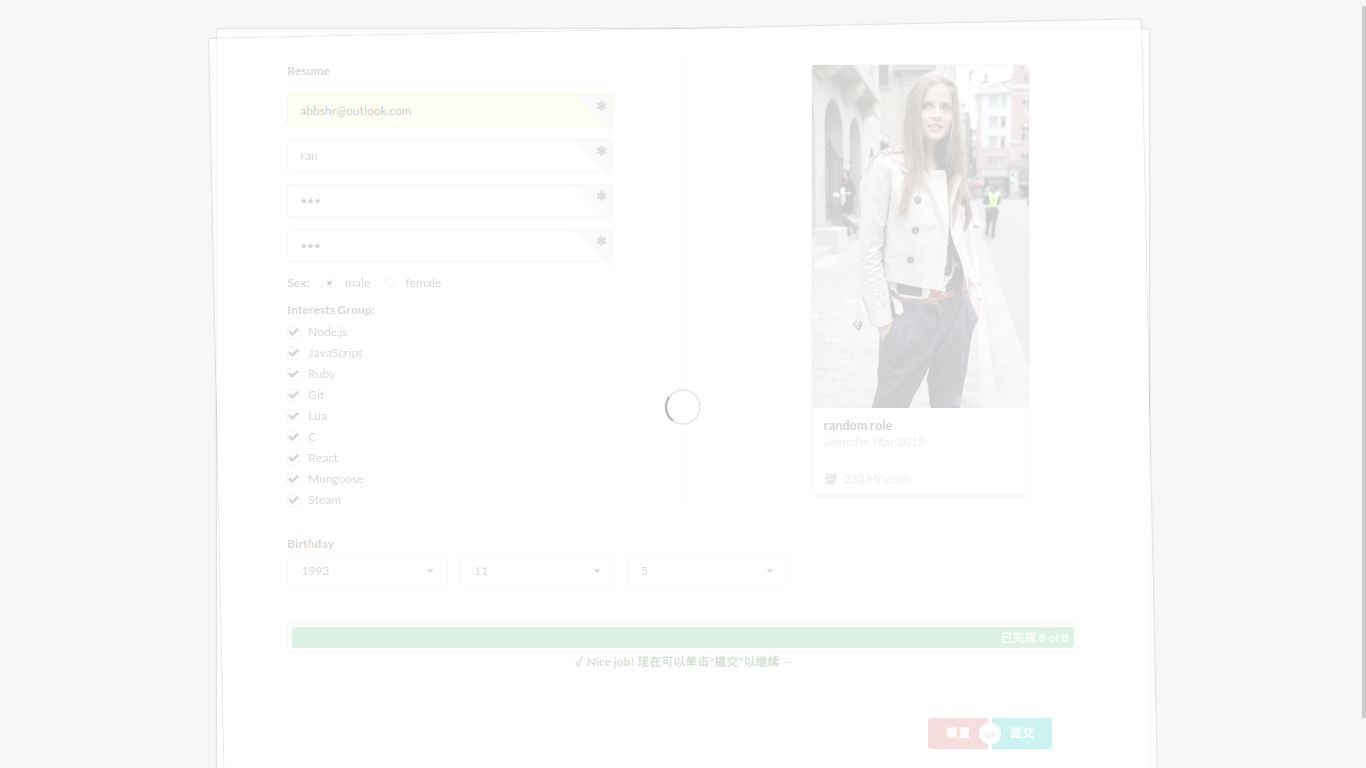 Resume
abbshr@outlook.com
ran
Sex: male female
Interests Group:
Node.js
JavaScript
Ruby
Git
Lua
C
React
Mongoose
Steam
random role
Joined in Mar 2015
2333 friends
Birthday
1993 11 5
已完成 8 of 8
√ Nice job! 现在可以单击"提交"以继续 →
重置 or 提交